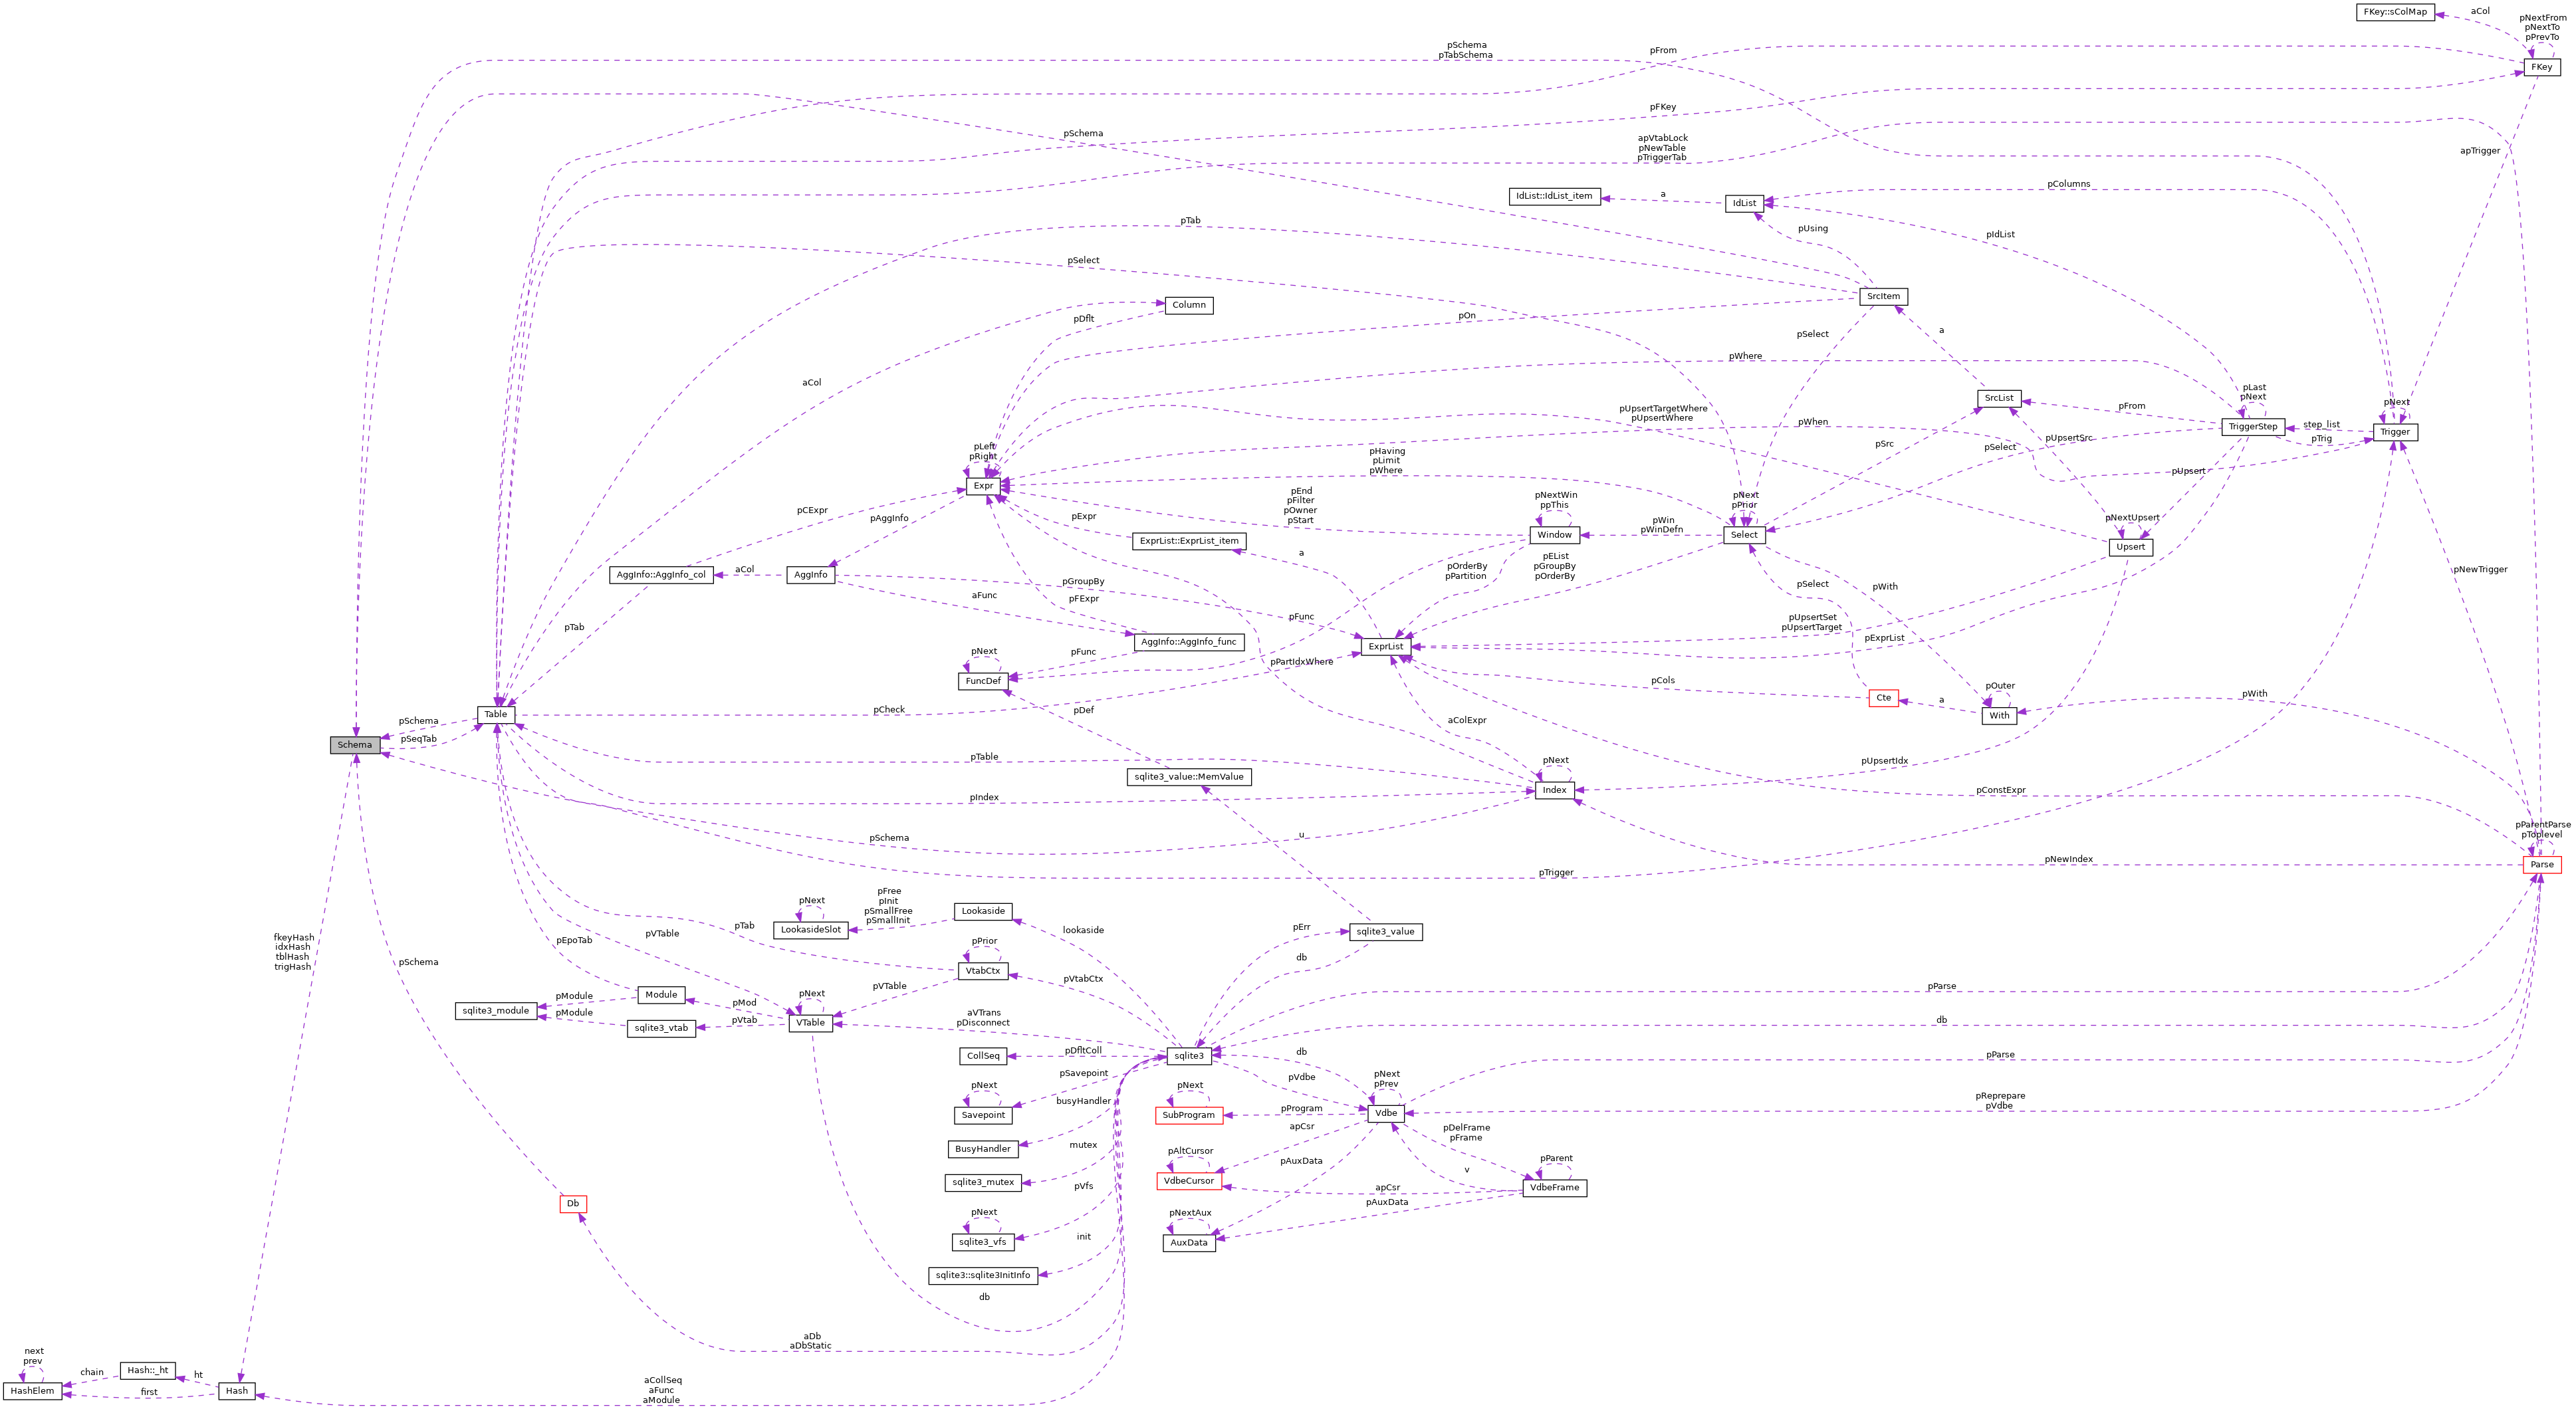 FKey::sColMap
aCol
pNextFrom
pNextTo
pPrevTo
pSchema
pTabSchema
pFrom
FKey
pFKey
pSchema
apVtabLock
pNewTable
pTriggerTab
apTrigger
IdList::IdList_item
a
IdList
pColumns
pTab
pUsing
pIdList
pSelect
Column
SrcItem
pDflt
pOn
pSelect
a
aCol
pWhere
SrcList
pLast
pNext
pUpsertTargetWhere
pUpsertWhere
pFrom
pNext
pWhen
TriggerStep
step_list
pTrig
Trigger
pLeft
pRight
pSrc
pUpsertSrc
pSelect
pHaving
pLimit
pWhere
pUpsert
Expr
pEnd
pFilter
pOwner
pStart
pNextWin
ppThis
pNext
pPrior
pCExpr
pAggInfo
pExpr
pWin
pWinDefn
pNextUpsert
ExprList::ExprList_item
Window
Select
Upsert
a
pEList
pGroupBy
pOrderBy
pOrderBy
pPartition
AggInfo::AggInfo_col
aCol
AggInfo
pGroupBy
pSelect
pWith
pNewTrigger
aFunc
pFExpr
pFunc
pUpsertSet
pUpsertTarget
pTab
AggInfo::AggInfo_func
ExprList
pExprList
pNext
pFunc
pPartIdxWhere
FuncDef
pCols
pOuter
Cte
a
With
pWith
Table
pCheck
pDef
aColExpr
pSchema
pSeqTab
Schema
pTable
pNext
pUpsertIdx
sqlite3_value::MemValue
Index
pConstExpr
pIndex
pParentParse
pToplevel
pSchema
u
pNewIndex
Parse
pTrigger
pFree
pInit
pSmallFree
pSmallInit
pNext
Lookaside
LookasideSlot
lookaside
pErr
sqlite3_value
fkeyHash
idxHash
tblHash
trigHash
pEpoTab
pVTable
pTab
pPrior
db
pSchema
VtabCtx
pVTable
pVtabCtx
pParse
Module
pModule
pMod
pNext
sqlite3_module
pModule
sqlite3_vtab
pVtab
VTable
aVTrans
pDisconnect
db
CollSeq
pDfltColl
sqlite3
db
pParse
pSavepoint
pVdbe
pNext
pPrev
pNext
pNext
Savepoint
busyHandler
SubProgram
pProgram
Vdbe
pReprepare
pVdbe
apCsr
pDelFrame
pFrame
BusyHandler
mutex
pAltCursor
pAuxData
v
pParent
sqlite3_mutex
VdbeCursor
apCsr
VdbeFrame
pVfs
pAuxData
Db
pNext
pNextAux
sqlite3_vfs
AuxData
init
sqlite3::sqlite3InitInfo
db
aDb
aDbStatic
next
prev
Hash::_ht
chain
ht
HashElem
first
Hash
aCollSeq
aFunc
aModule